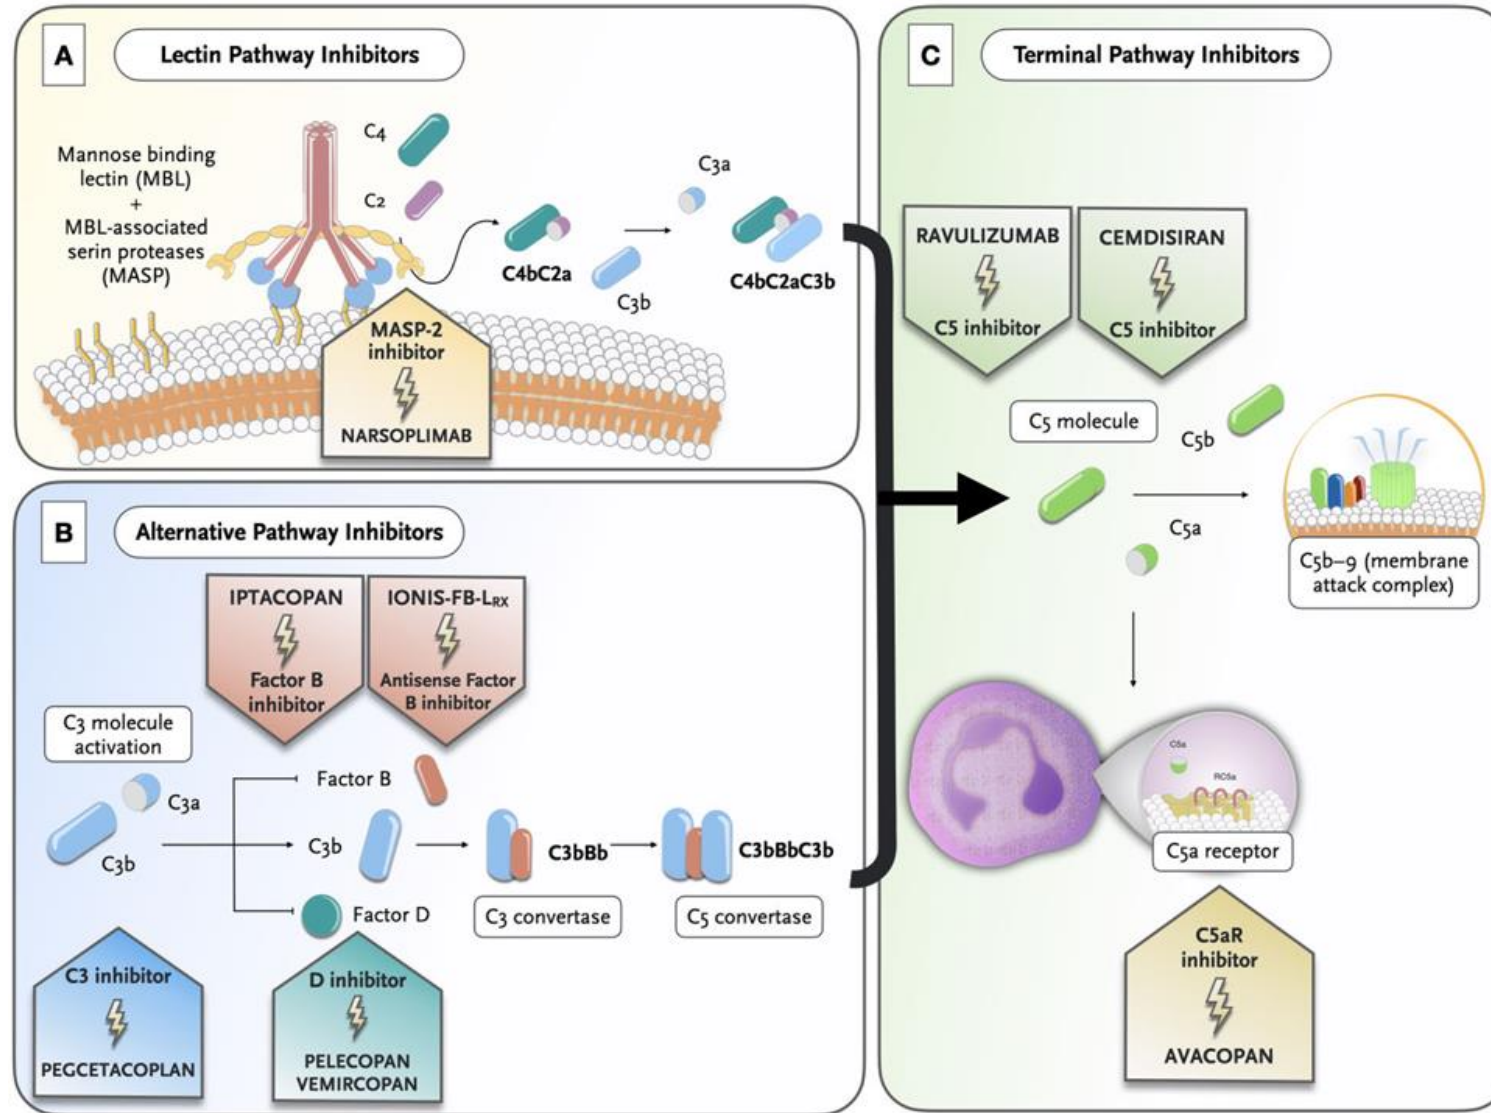 A
Lectin Pathway Inhibitors
Mannose binding
lectin (MBL)
+
MBL-associated
serin proteases
(MASP)
C4
C2
C4bC2a
C3b
C3a
C4bC2aC3b
MASP-2
inhibitor
NARSOPLIMAB
B
Alternative Pathway Inhibitors
IPTACOPAN
Factor B
inhibitor
IONIS-FB-LRX
Antisense Factor
B inhibitor
C3 molecule
activation
C3a
C3b
Factor B
C3b
Factor D
C3bBb
C3 convertase
C3bBbC3b
C5 convertase
C3 inhibitor
PEGCETACOPLAN
D inhibitor
PELECOPAN
VEMIRCOPAN
C
Terminal Pathway Inhibitors
RAVULIZUMAB
C5 inhibitor
CEMDISIRAN
C5 inhibitor
C5 molecule
C5b
C5a
C5b–9 (membrane
attack complex)
C5a
RC5a
C5a receptor
C5aR
inhibitor
AVACOPAN